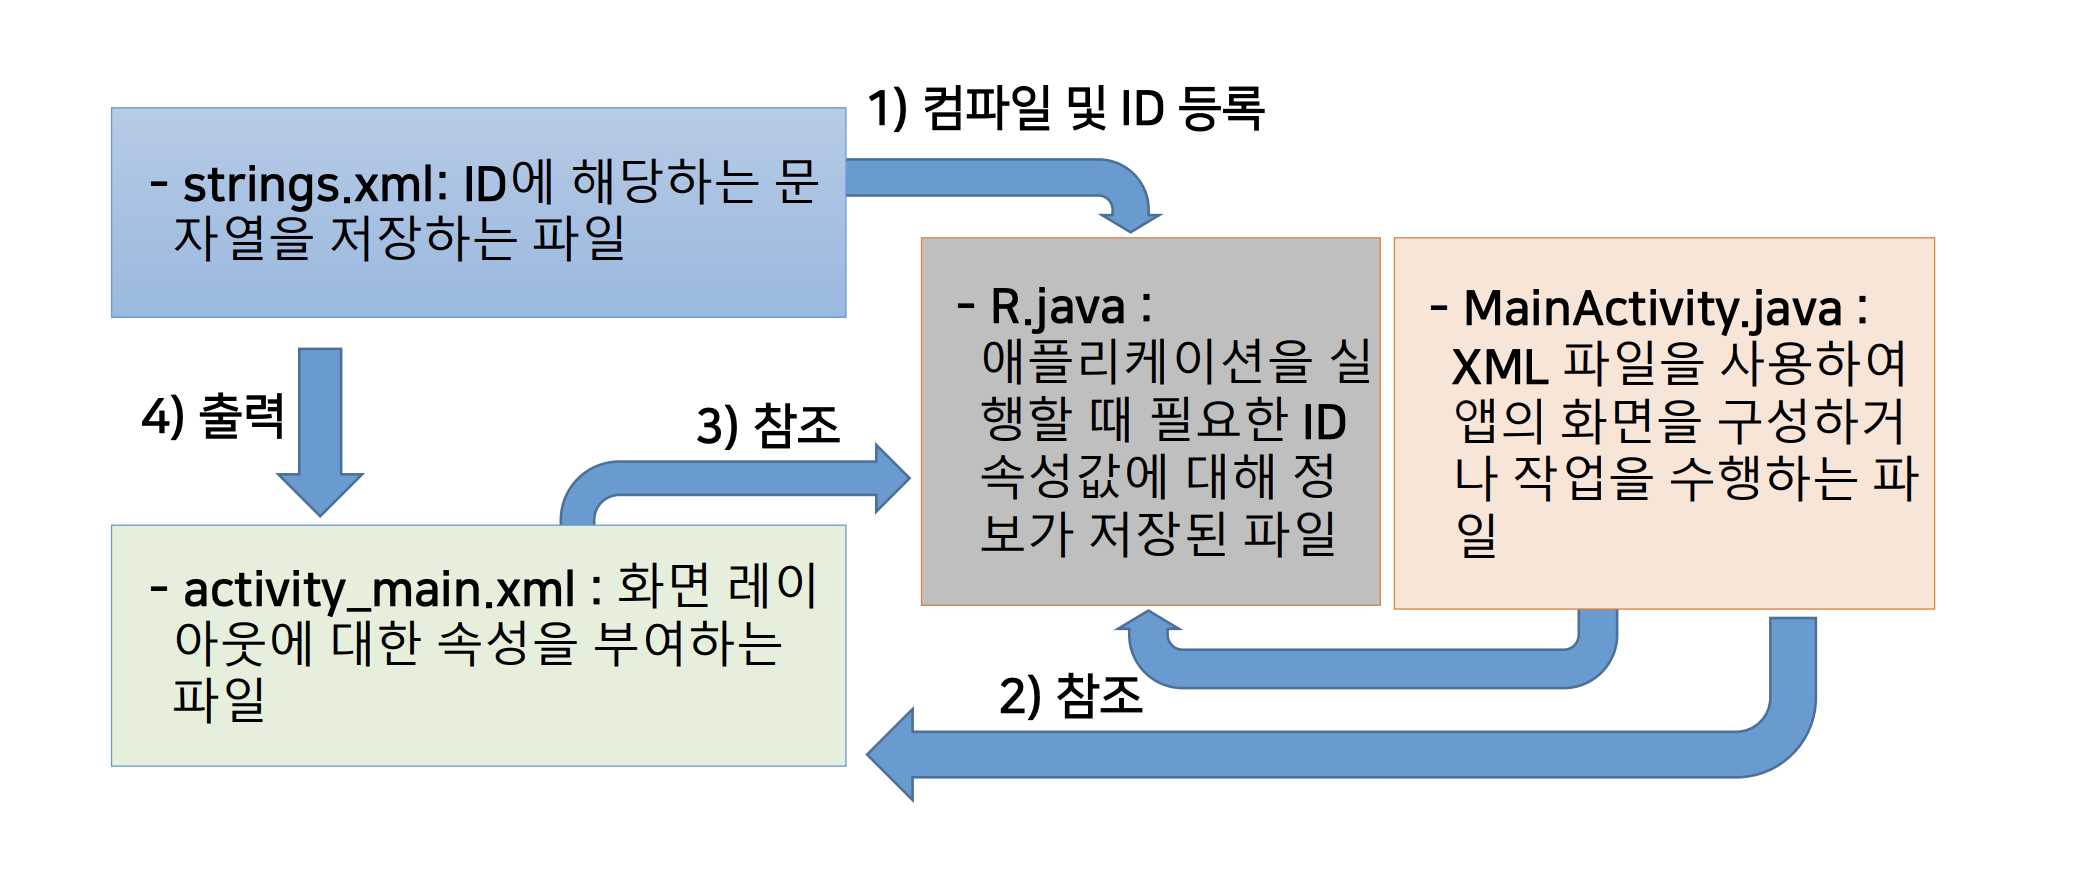 1) 컴파일 및 ID 등록
- strings.xml: ID에 해당하는 문
자열을 저장하는 파일
- R.java :
애플리케이션을 실
행할 때 필요한 ID
속성값에 대해 정
보가 저장된 파일
- MainActivity.java :
XML 파일을 사용하여
앱의 화면을 구성하거
나 작업을 수행하는 파
일
4) 출력
3) 참조
- activity_main.xml : 화면 레이
아웃에 대한 속성을 부여하는
파일
2) 참조